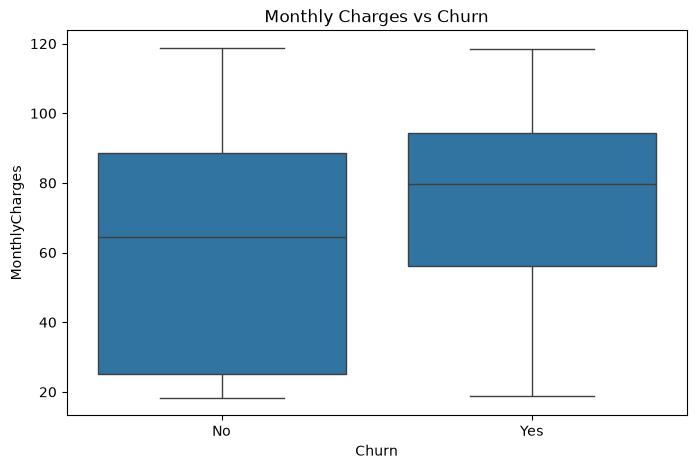 Monthly Charges vs Churn
120
100
80
60
40
20
MonthlyCharges
No
Yes
Churn